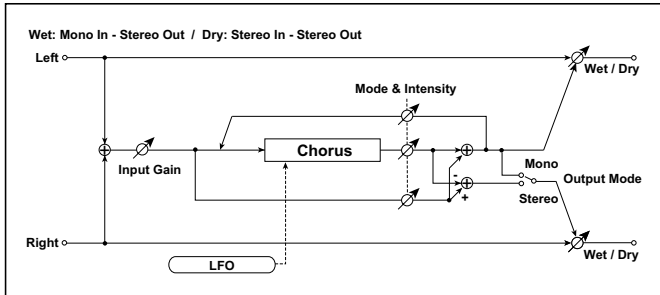 Wet: Mono In - Stereo Out / Dry: Stereo In - Stereo Out
Left
Wet / Dry
Mode & Intensity
+
Input Gain
Chorus
+
Mono
Output Mode
-
+
+
Stereo
Right
Wet / Dry
LFO